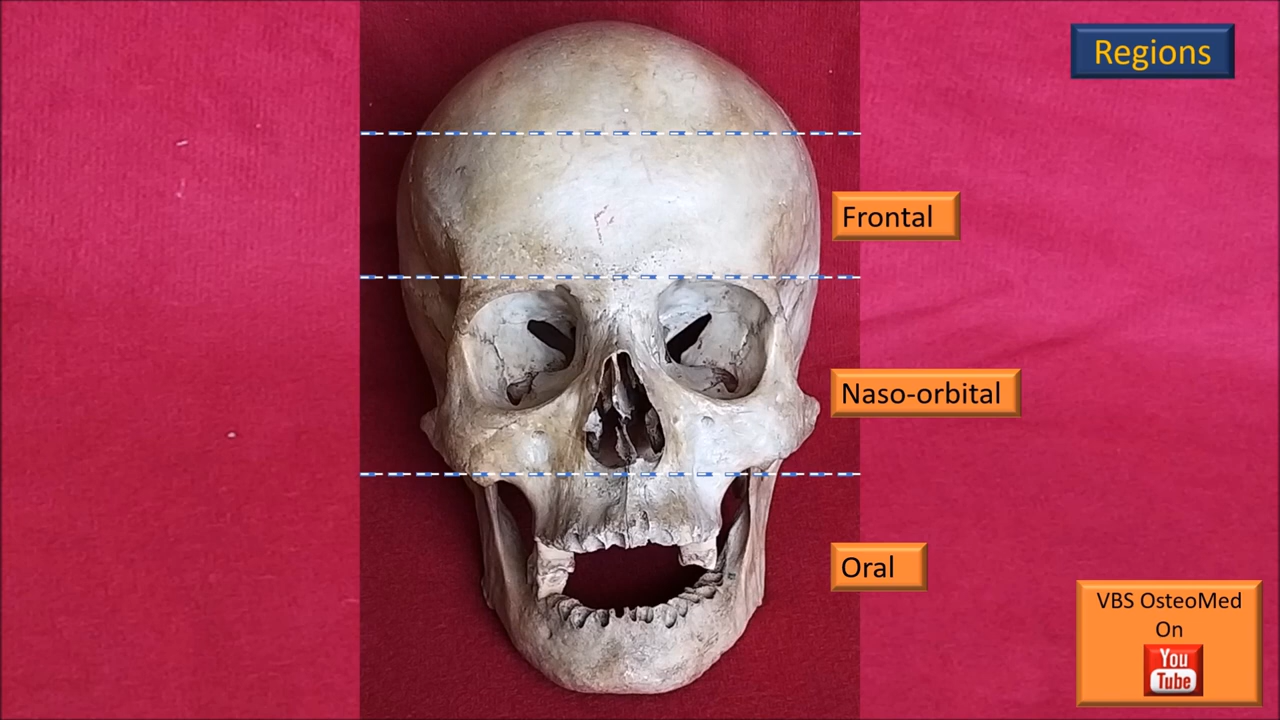 Regions
Frontal
Naso-orbital
Oral
VBS OsteoMed
On
You
Tube